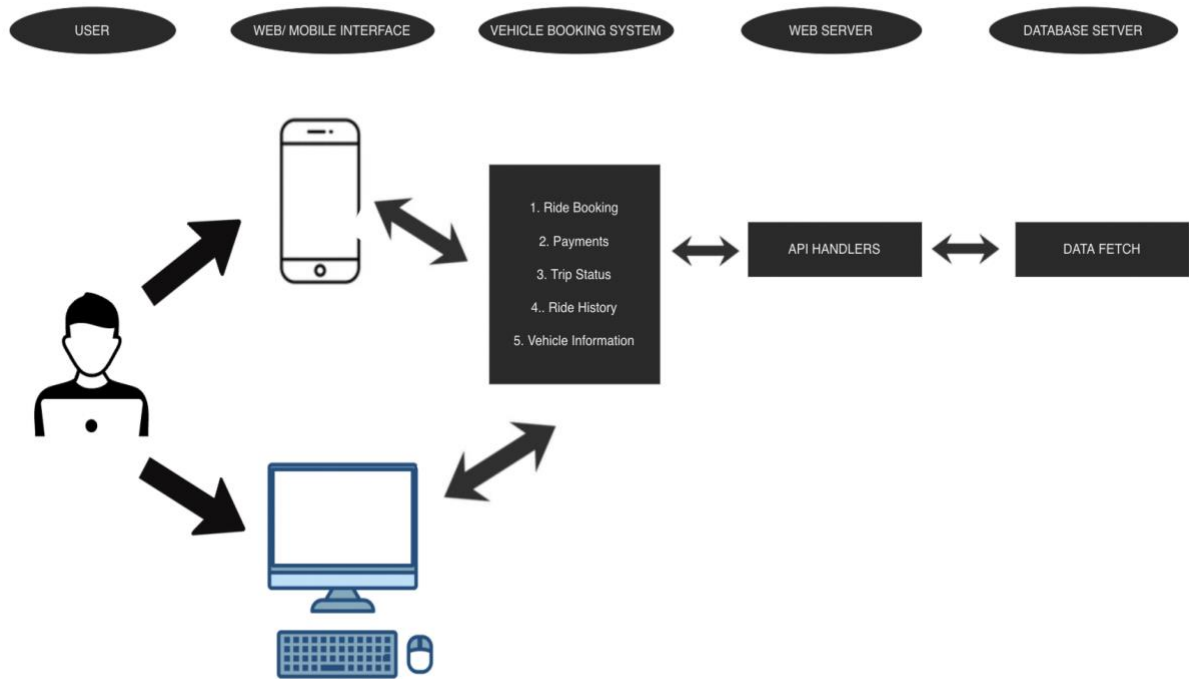 USER
WEB/ MOBILE INTERFACE
VEHICLE BOOKING SYSTEM
WEB SERVER
DATABASE SETVER
1. Ride Booking
2. Payments
3. Trip Status
4.. Ride History
5. Vehicle Information
API HANDLERS
DATA FETCH